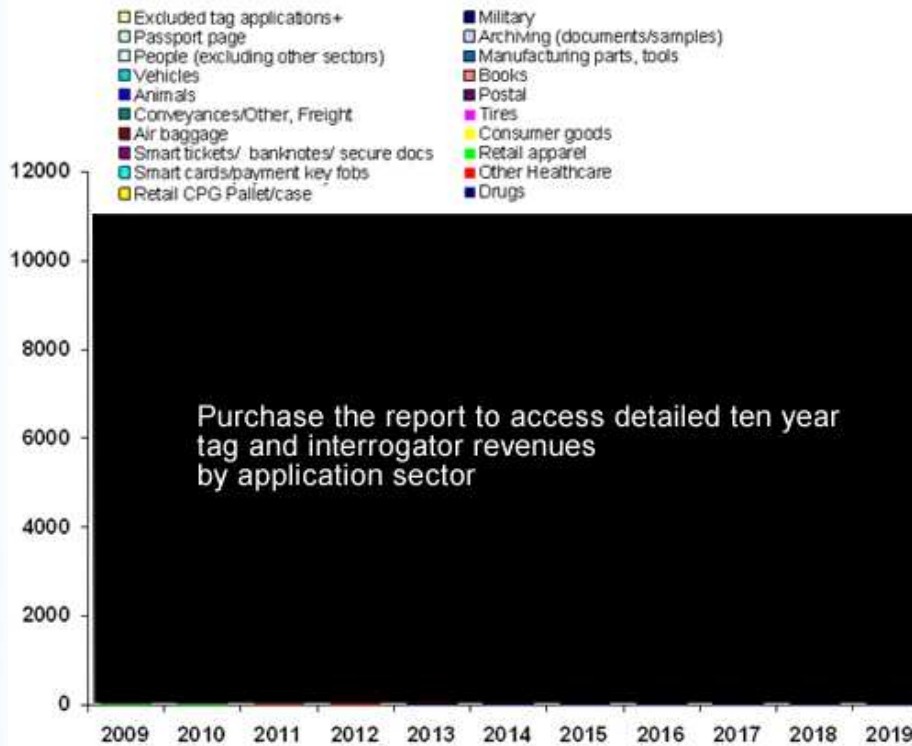 Excluded tag applications+
Passport page
People (excluding other sectors)
Vehicles
Animals
Conveyances/Other, Freight
Air baggage
Smart tickets/ banknotes/ secure docs
Smart cards/payment key fobs
Retail CPG Pallet/case
Military
Archiving (documents/samples)
Manufacturing parts, tools
Books
Postal
Tires
Consumer goods
Retail apparel
Other Healthcare
Drugs
12000
10000
8000
6000
4000
2000
0
Purchase the report to access detailed ten year
tag and interrogator revenues
by application sector
2009 2010 2011 2012 2013 2014 2015 2016 2017 2018 2019